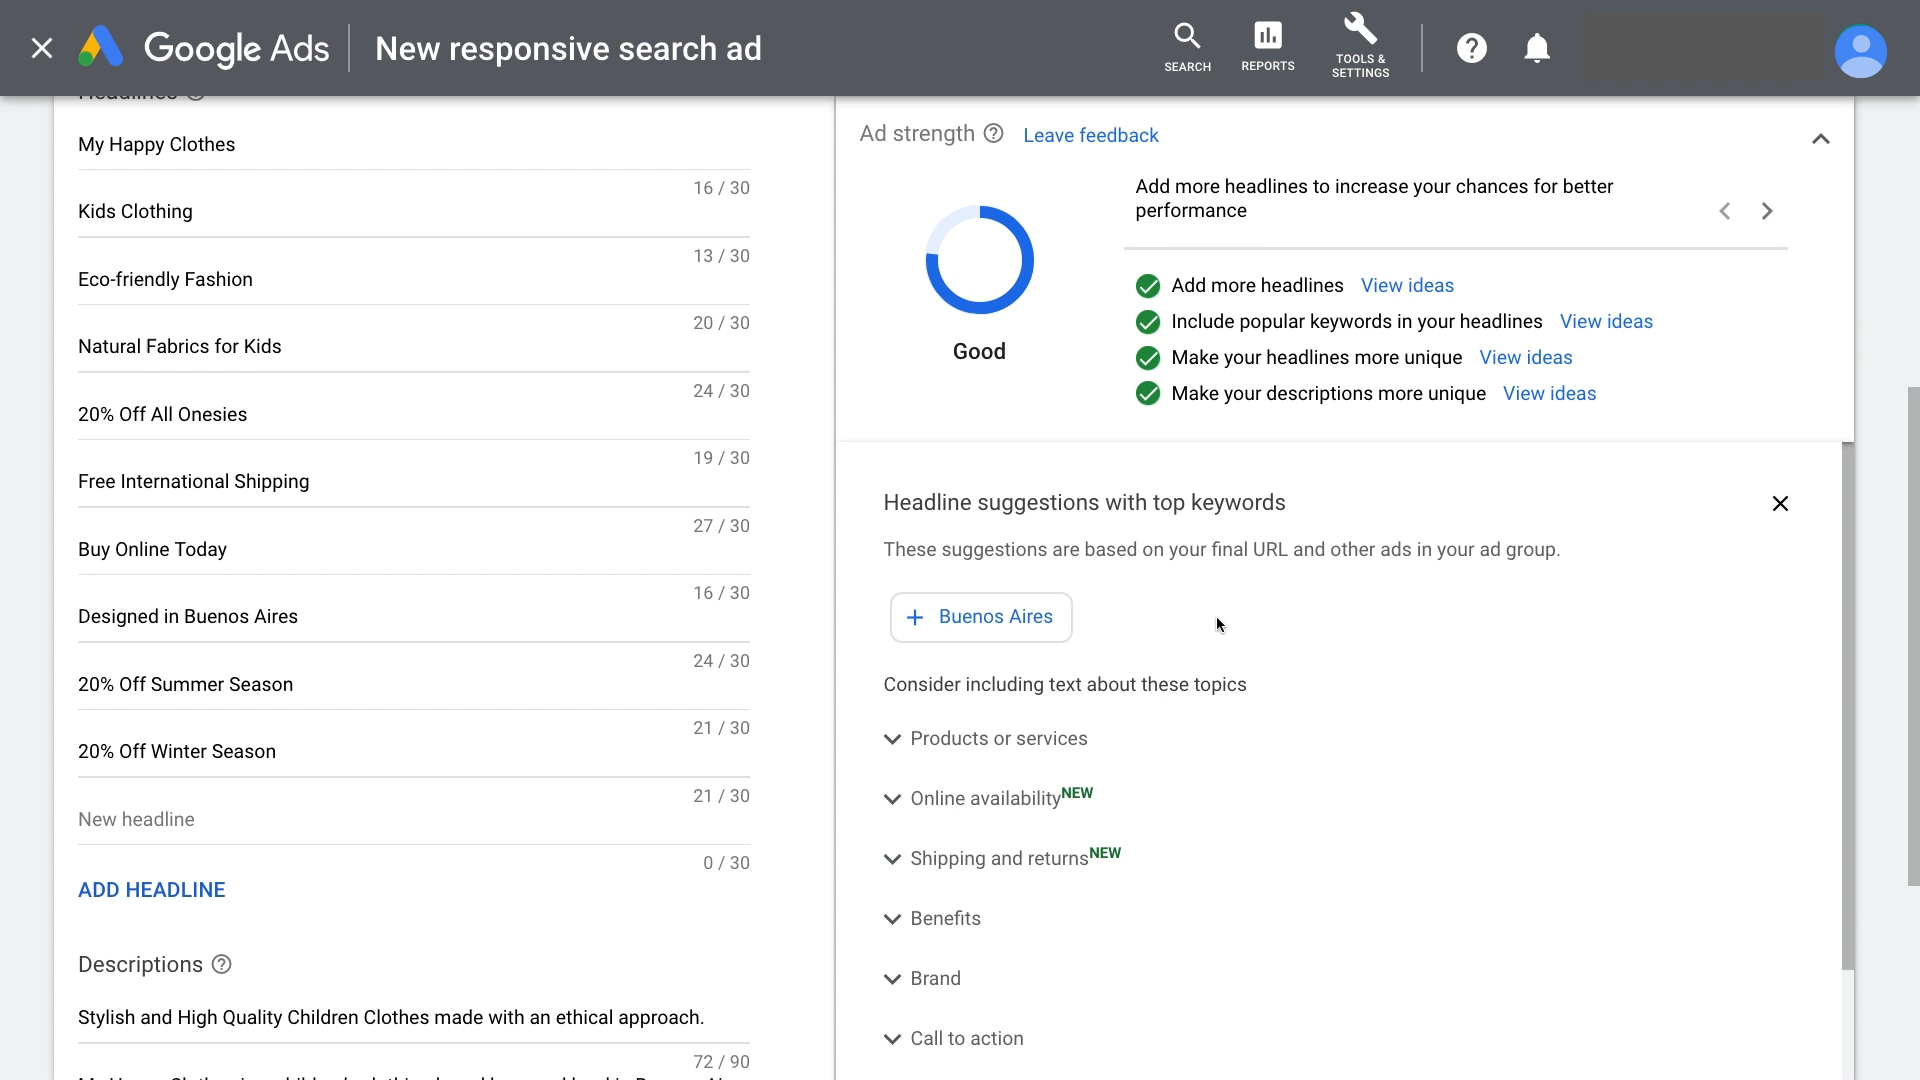 Google Ads
New responsive search ad
SEARCH
REPORTS
TOOLS &
SETTINGS
Headlines
My Happy Clothes
16 / 30
Kids Clothing
13 / 30
Eco-friendly Fashion
20 / 30
Natural Fabrics for Kids
24 / 30
20% Off All Onesies
19 / 30
Free International Shipping
27 / 30
Buy Online Today
16 / 30
Designed in Buenos Aires
24 / 30
20% Off Summer Season
21 / 30
20% Off Winter Season
21 / 30
New headline
0 / 30
ADD HEADLINE
Descriptions
Stylish and High Quality Children Clothes made with an ethical approach.
72 / 90
Ad strength Leave feedback
Good
Add more headlines to increase your chances for better
performance
Add more headlines View ideas
Include popular keywords in your headlines View ideas
Make your headlines more unique View ideas
Make your descriptions more unique View ideas
Headline suggestions with top keywords
These suggestions are based on your final URL and other ads in your ad group.
+ Buenos Aires
Consider including text about these topics
Products or services
Online availability NEW
Shipping and returns NEW
Benefits
Brand
Call to action